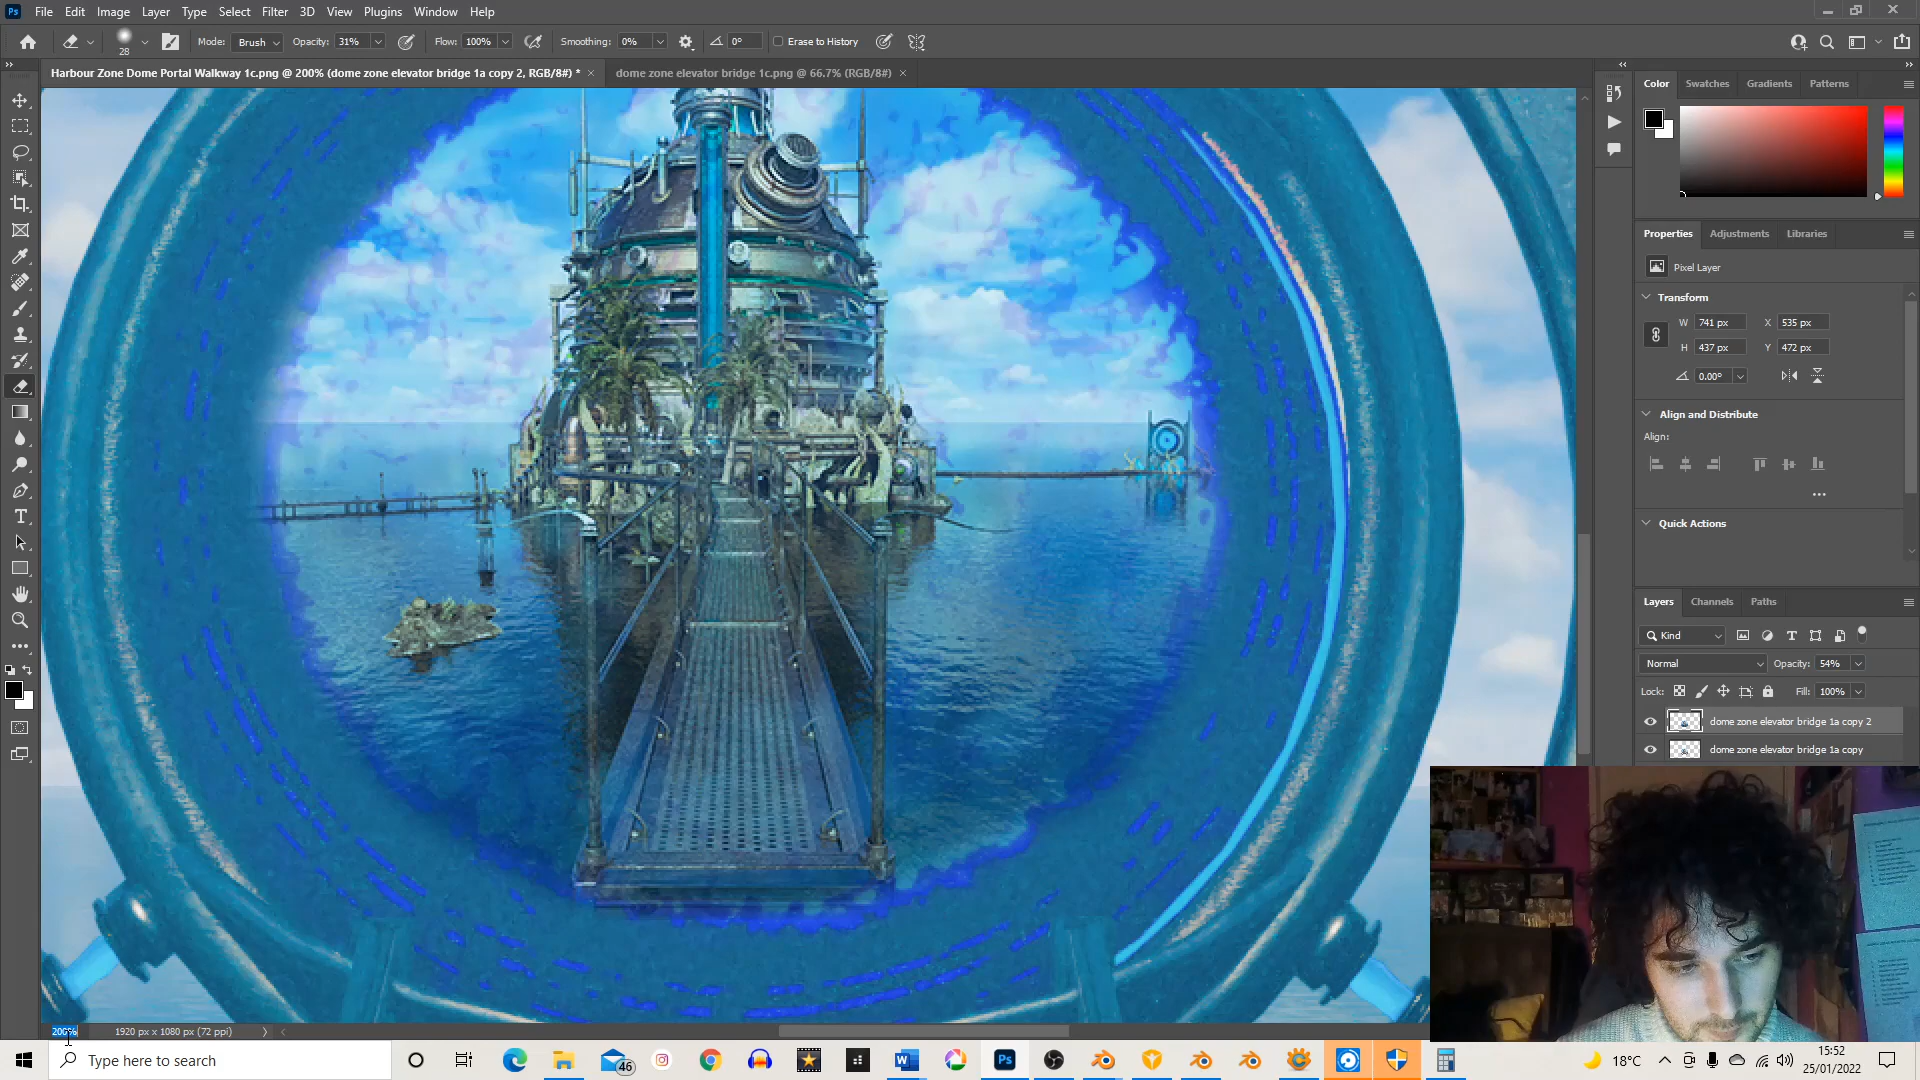 Ps File Edit Image Layer Type Select Filter 3D View Plugins Window Help
28 Mode: Brush Opacity: 31% Flow: 100% Smoothing: 0% 0° Erase to History
Harbour Zone Dome Portal Walkway 1c.png @ 200% (dome zone elevator bridge 1a copy 2, RGB/8#) * × dome zone elevator bridge 1c.png @ 66.7% (RGB/8#) ×
Color Swatches Gradients Patterns
Properties Adjustments Libraries
Pixel Layer
Transform
W 741 px X 535 px
H 437 px Y 472 px
0.00°
Align and Distribute
Align:
Quick Actions
Layers Channels Paths
Kind
Normal Opacity: 54%
Lock: Fill: 100%
dome zone elevator bridge 1a copy 2
dome zone elevator bridge 1a copy
200% 1920 px x 1080 px (72 ppi)
Type here to search 46 W Ps 18°C 15:52
25/01/2022